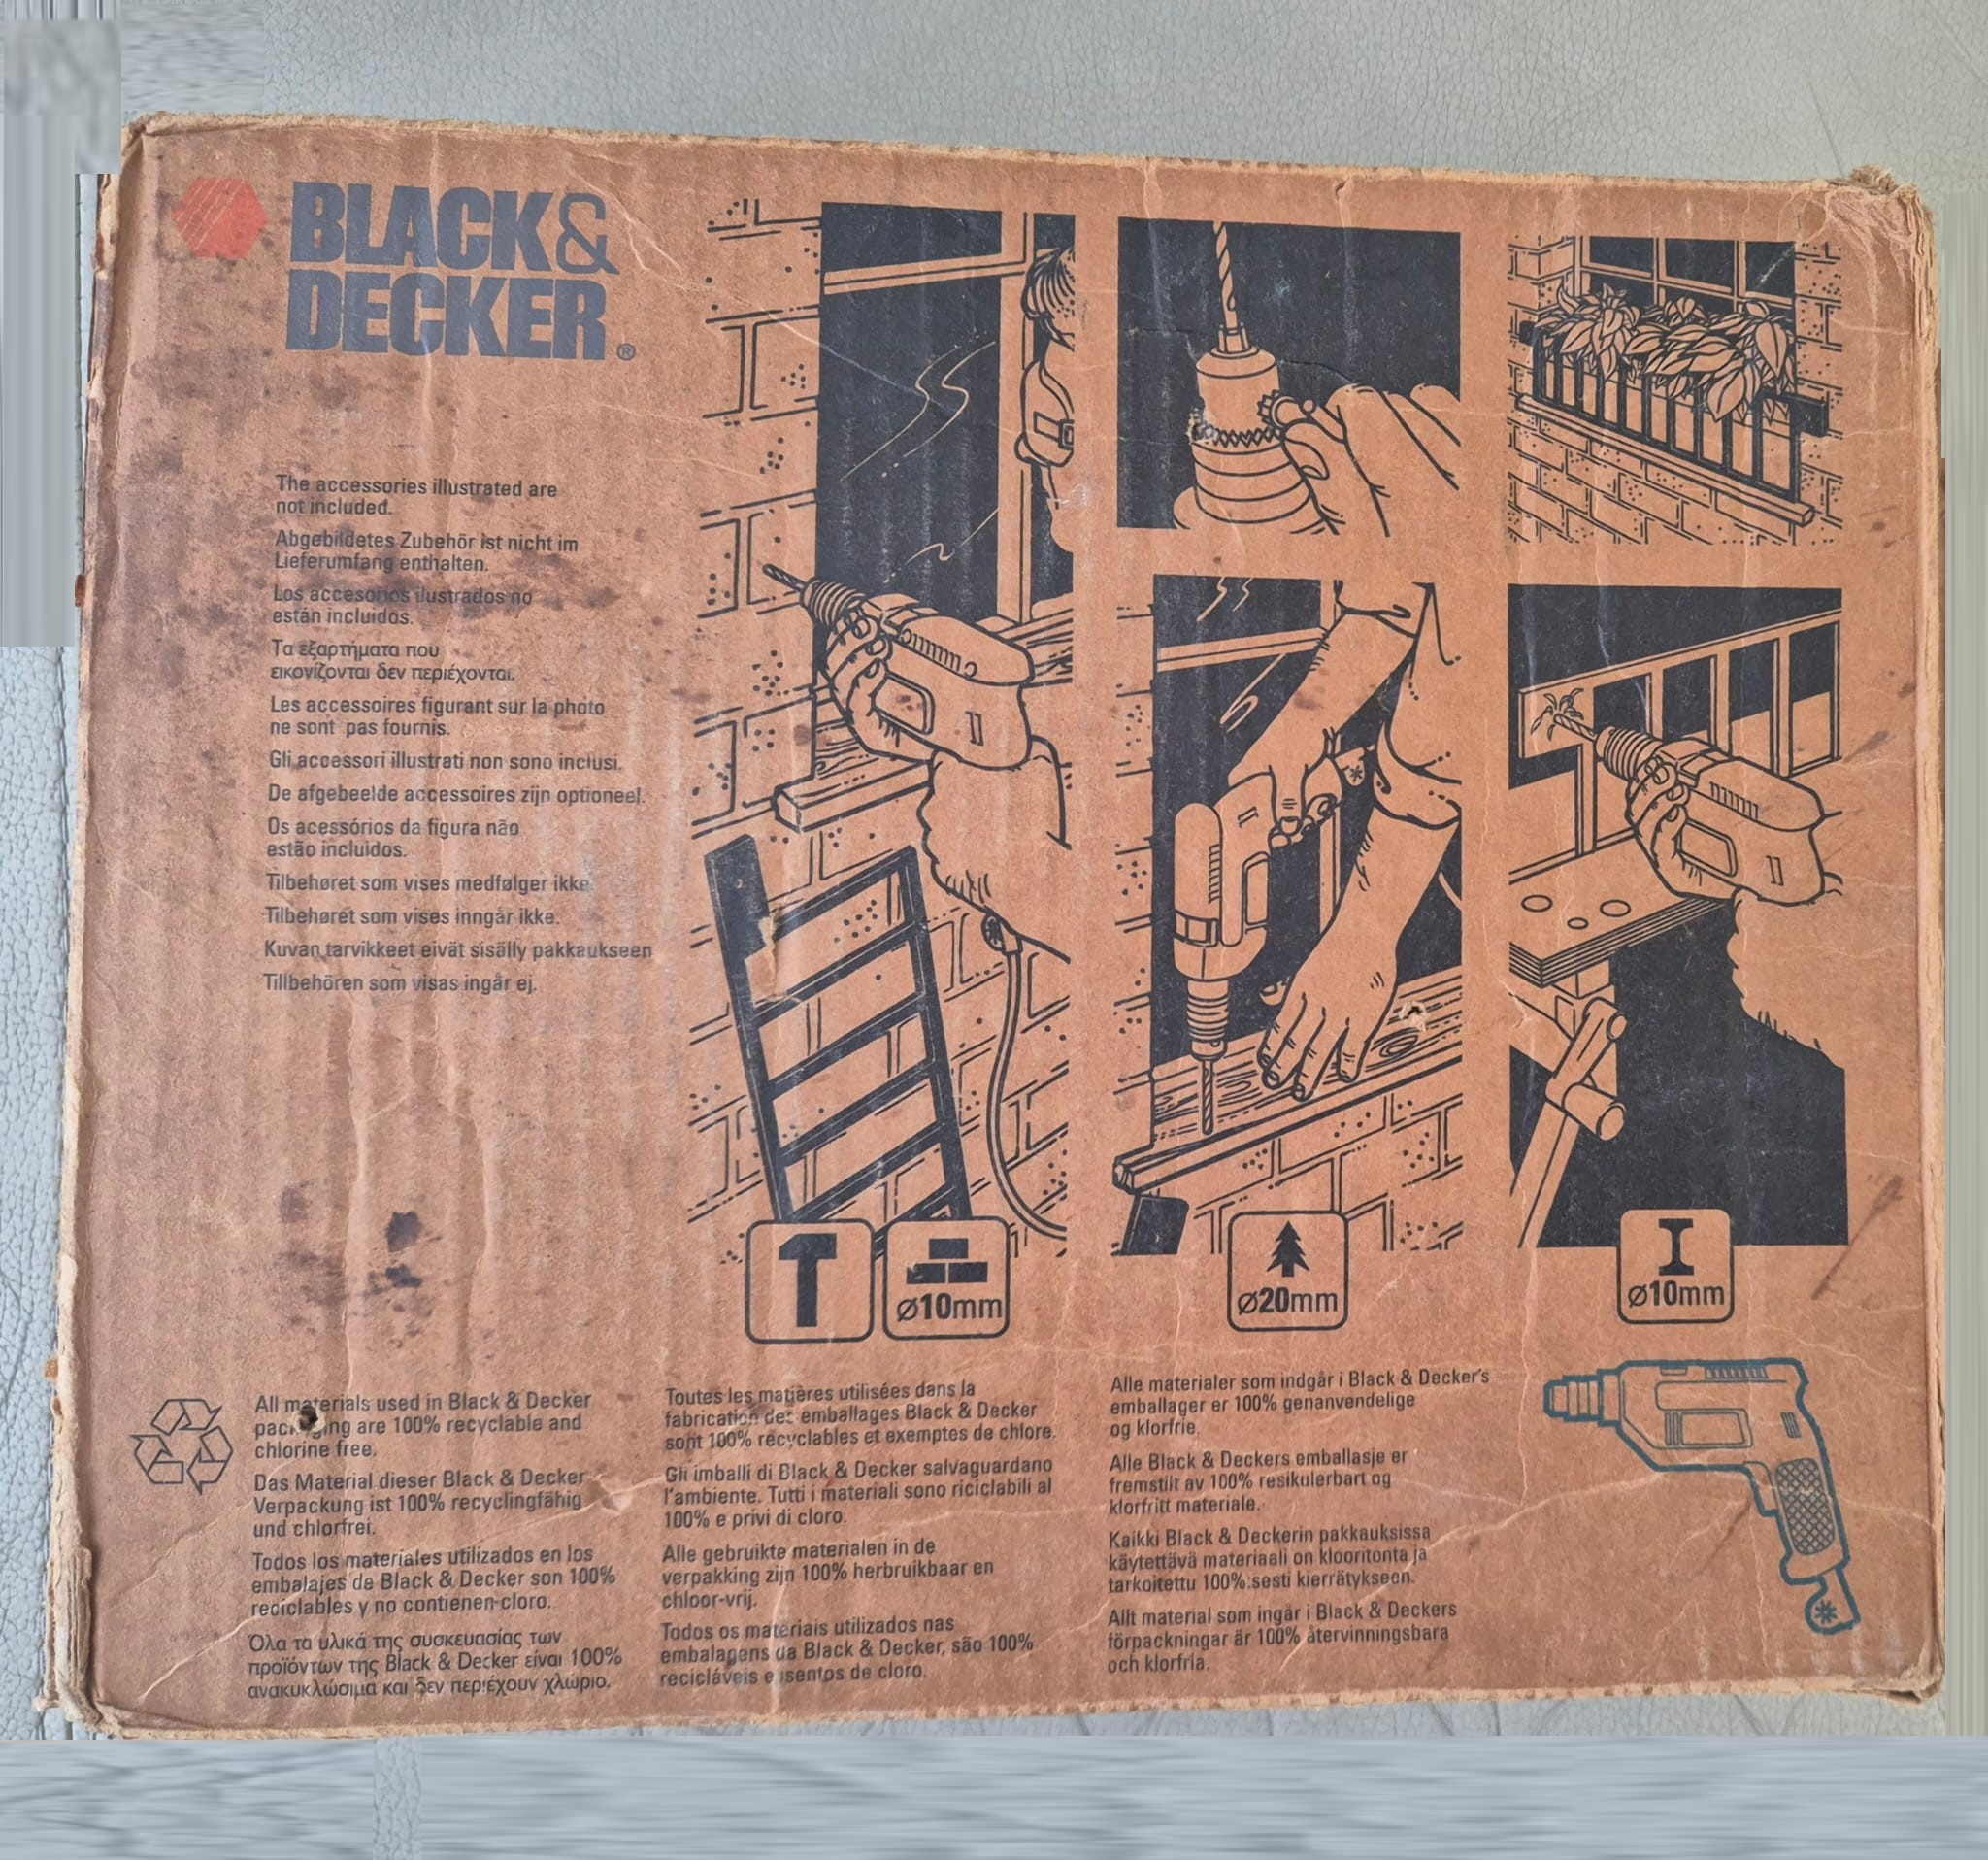 BLACK&
DECKER®
The accessories illustrated are
not included.
Abgebildetes Zubehör ist nicht im
Lieferumfang enthalten.
Los accesorios ilustrados no
están incluidos.
Τα εξαρτήματα που
εικονίζονται δεν περιέχονται.
Les accessoires figurant sur la photo
ne sont pas fournis.
Gli accessori illustrati non sono inclusi.
De afgebeelde accessoires zijn optioneel.
Os acessórios da figura não
estão incluidos.
Tilbehøret som vises medfølger ikke.
Tilbehøret som vises inngår ikke.
Kuvan tarvikkeet eivät sisälly pakkaukseen
Tillbehören som visas ingår ej.
ø10mm
ø20mm
ø10mm
All materials used in Black & Decker
packaging are 100% recyclable and
chlorine free.
Das Material dieser Black & Decker
Verpackung ist 100% recyclingfähig
und chlorfrei.
Todos los materiales utilizados en los
embalajes de Black & Decker son 100%
reciclables y no contienen cloro.
Όλα τα υλικά της συσκευασίας των
προϊόντων της Black & Decker είναι 100%
ανακυκλώσιμα και δεν περιέχουν χλώριο.
Toutes les matières utilisées dans la
fabrication des emballages Black & Decker
sont 100% recyclables et exemptes de chlore.
Gli imballi di Black & Decker salvaguardano
l'ambiente. Tutti i materiali sono riciclabili al
100% e privi di cloro.
Alle gebruikte materialen in de
verpakking zijn 100% herbruikbaar en
chloor-vrij.
Todos os matériais utilizados nas
embalagens da Black & Decker, são 100%
recicláveis e isentos de cloro.
Alle materialer som indgår i Black & Decker's
emballager er 100% genanvendelige
og klorfrie.
Alle Black & Deckers emballasje er
fremstilt av 100% resikulerbart og
klorfritt materiale.
Kaikki Black & Deckerin pakkauksissa
käytettävä materiaali on klooritonta ja
tarkoitettu 100%:sesti kierrätykseen.
Allt material som ingår i Black & Deckers
förpackningar är 100% återvinningsbara
och klorfria.